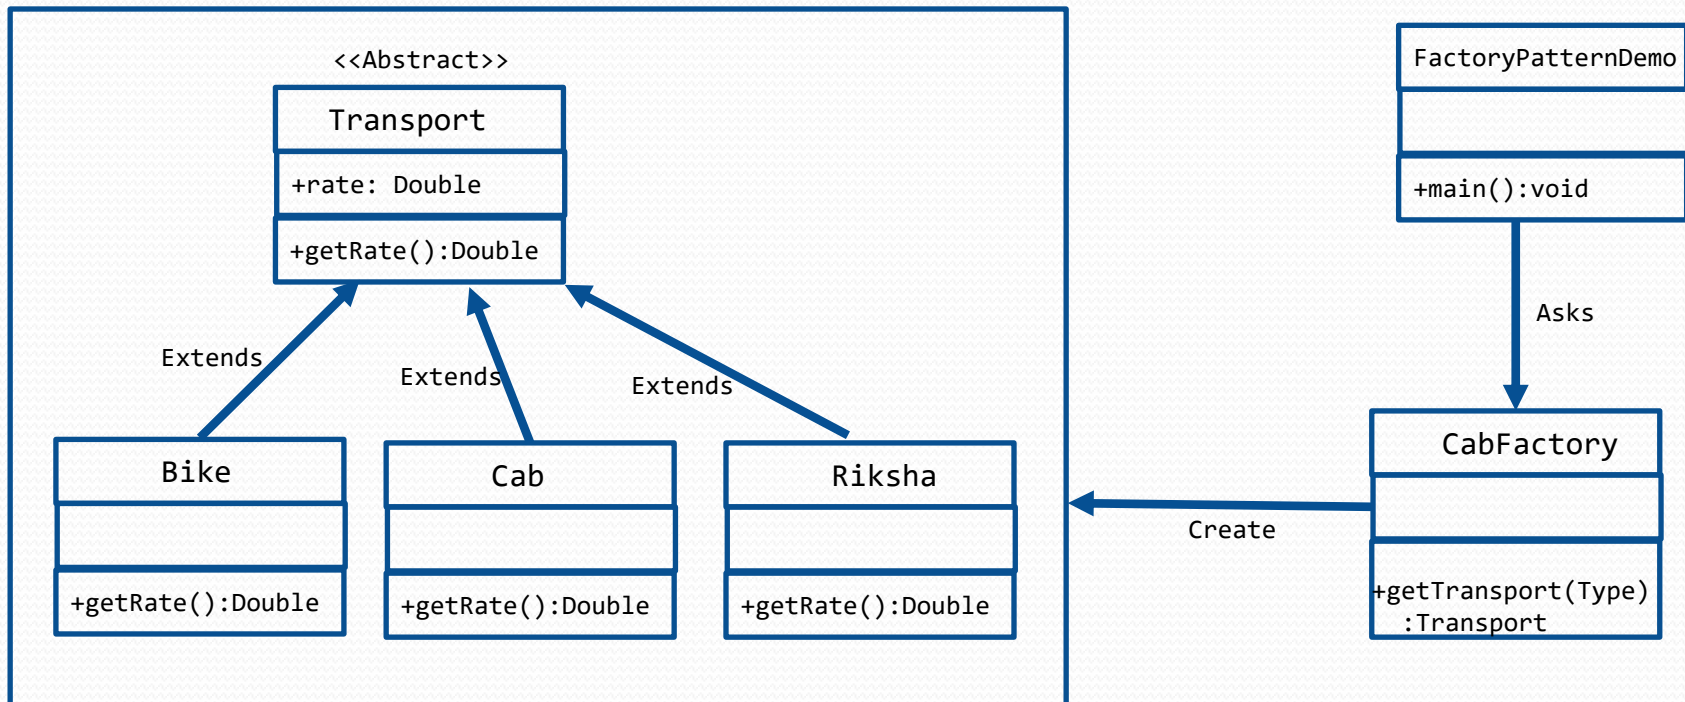 <<Abstract>>
Transport
+rate: Double
+getRate():Double
Extends
Extends
Extends
Bike
+getRate():Double
Cab
+getRate():Double
Riksha
+getRate():Double
FactoryPatternDemo
+main():void
Asks
Create
CabFactory
+getTransport(Type)
:Transport